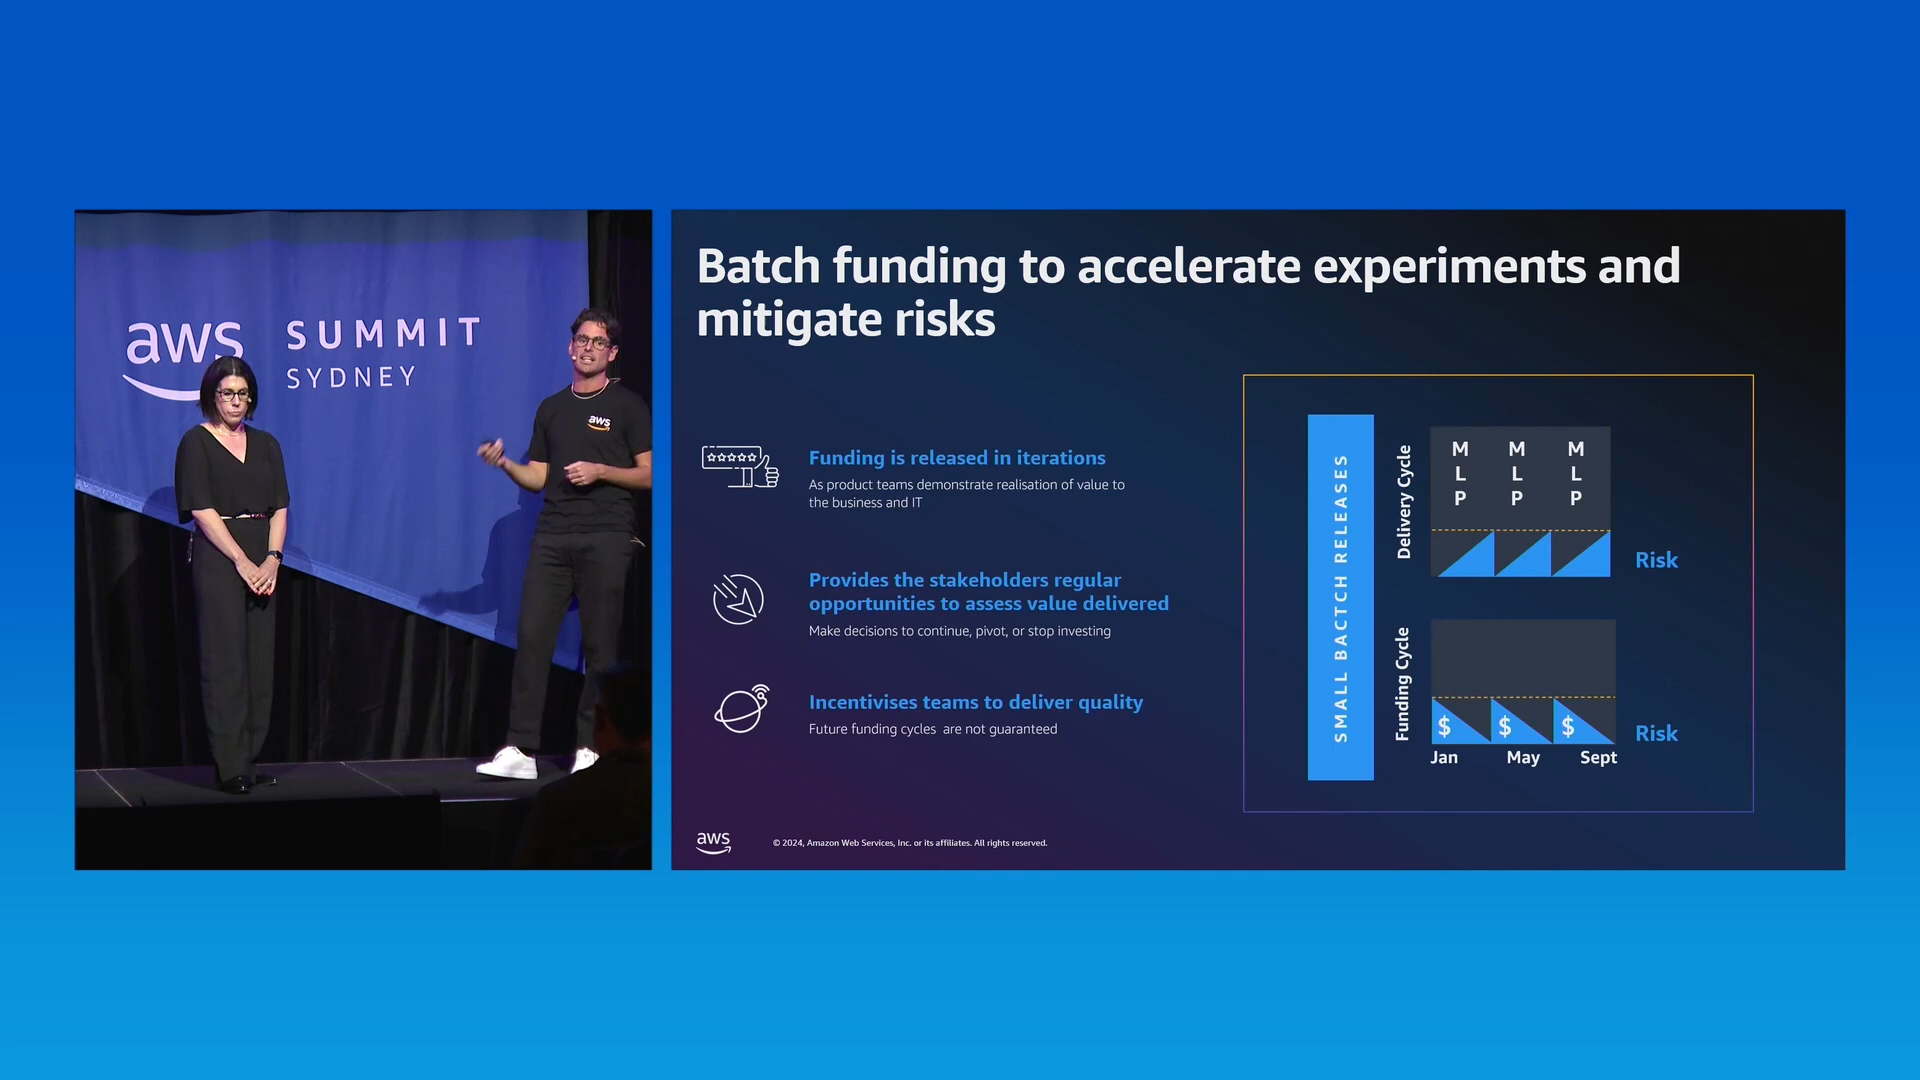 aws SUMMIT
SYDNEY
aws
Batch funding to accelerate experiments and
mitigate risks
Funding is released in iterations
As product teams demonstrate realisation of value to
the business and IT
Provides the stakeholders regular
opportunities to assess value delivered
Make decisions to continue, pivot, or stop investing
Incentivises teams to deliver quality
Future funding cycles are not guaranteed
SMALL BACTCH RELEASES
Delivery Cycle
M M M
L L L
P P P
Risk
Funding Cycle
$ $ $
Risk
Jan May Sept
aws
© 2024, Amazon Web Services, Inc. or its affiliates. All rights reserved.